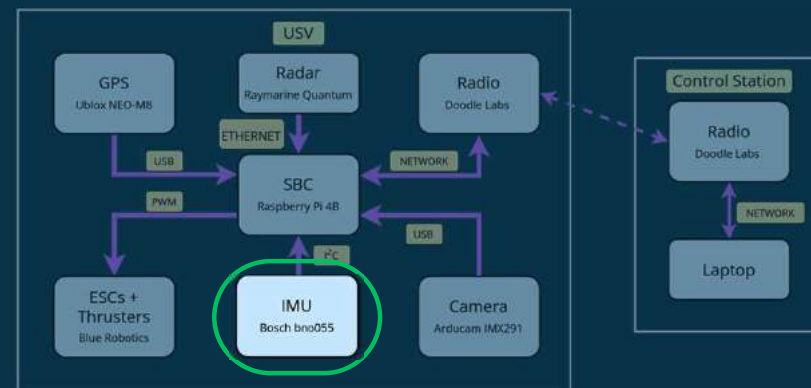 USV
GPS
Ublox NEO-M8
Radar
Raymarine Quantum
Radio
Doodle Labs
Control Station
Radio
Doodle Labs
ETHERNET
USB
NETWORK
SBC
Raspberry Pi 4B
PWM
USB
I²C
NETWORK
Laptop
ESCs +
Thrusters
Blue Robotics
IMU
Bosch bno055
Camera
Arducam IMX291